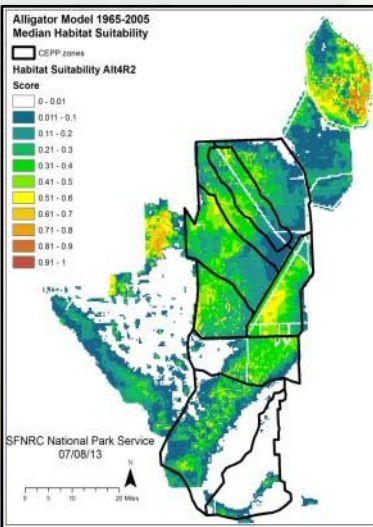 Alligator Model 1965-2005
Median Habitat Suitability
CEPP zones
Habitat Suitability Alt4R2
Score
0 - 0.01
0.011 - 0.1
0.11 - 0.2
0.21 - 0.3
0.31 - 0.4
0.41 - 0.5
0.51 - 0.6
0.61 - 0.7
0.71 - 0.8
0.81 - 0.9
0.91 - 1
SFNRC National Park Service
07/08/13
N
0 5 10 20 Miles